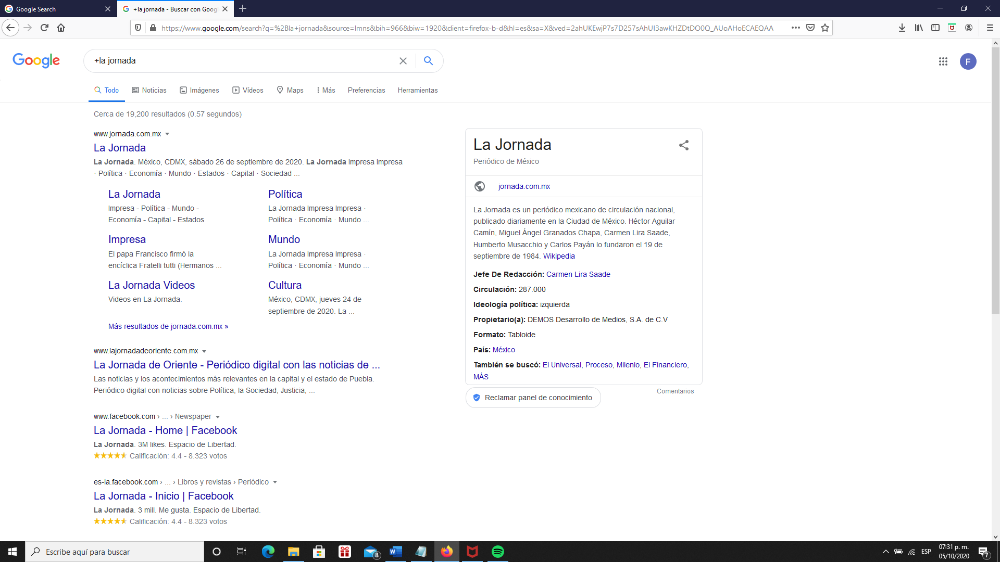 Google Search
+la jornada - Buscar con Googl
https://www.google.com/search?q=%2Bla+jornada&source=lmns&bih=966&biw=1920&client=firefox-b-d&hl=es&sa=X&ved=2ahUKEwjP7s7D257sAhUI3awKHZDtDO0Q_AUoAHoECAEQAA
Google
+la jornada
F
Todo
Noticias
Imágenes
Vídeos
Maps
Más
Preferencias
Herramientas
Cerca de 19,200 resultados (0.57 segundos)
www.jornada.com.mx
La Jornada
La Jornada. México, CDMX, sábado 26 de septiembre de 2020. La Jornada Impresa Impresa
· Política · Economía · Mundo · Estados · Capital · Sociedad ...
La Jornada
Impresa - Política - Mundo -
Economía - Capital - Estados
Política
La Jornada Impresa Impresa ·
Política · Economía · Mundo ...
Impresa
El papa Francisco firmó la
encíclica Fratelli tutti (Hermanos ...
Mundo
La Jornada Impresa Impresa ·
Política · Economía · Mundo ...
La Jornada Videos
Videos en La Jornada.
Cultura
México, CDMX, jueves 24 de
septiembre de 2020. La ...
Más resultados de jornada.com.mx »
www.lajornadadeoriente.com.mx
La Jornada de Oriente - Periódico digital con las noticias de ...
Las noticias y los acontecimientos más relevantes en la capital y el estado de Puebla.
Periódico digital con noticias sobre Política, la Sociedad, Justicia, ...
www.facebook.com › ... › Newspaper
La Jornada - Home | Facebook
La Jornada. 3M likes. Espacio de Libertad.
Calificación: 4.4 - 8.323 votos
es-la.facebook.com › ... › Libros y revistas › Periódico
La Jornada - Inicio | Facebook
La Jornada. 3 mill. Me gusta. Espacio de Libertad.
Calificación: 4.4 - 8.323 votos
La Jornada
Periódico de México
jornada.com.mx
La Jornada es un periódico mexicano de circulación nacional,
publicado diariamente en la Ciudad de México. Héctor Aguilar
Camín, Miguel Ángel Granados Chapa, Carmen Lira Saade,
Humberto Musacchio y Carlos Payán lo fundaron el 19 de
septiembre de 1984. Wikipedia
Jefe De Redacción: Carmen Lira Saade
Circulación: 287.000
Ideología política: izquierda
Propietario(a): DEMOS Desarrollo de Medios, S.A. de C.V
Formato: Tabloide
País: México
También se buscó: El Universal, Proceso, Milenio, El Financiero,
MÁS
Reclamar panel de conocimiento
Comentarios
Escribe aquí para buscar
8
W
ESP
07:31 p. m.
05/10/2020
7